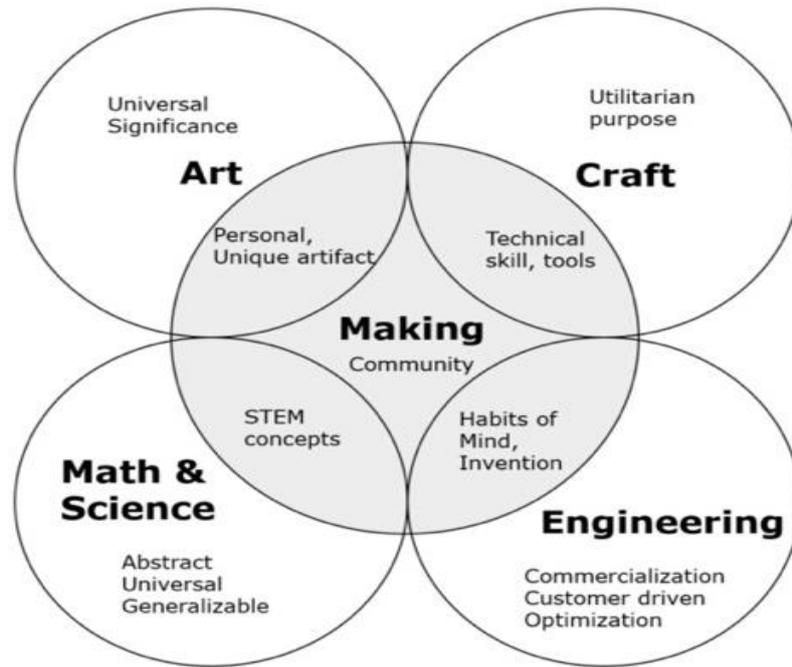 Universal
Significance
Art
Utilitarian
purpose
Craft
Personal,
Unique artifact
Technical
skill, tools
Making
Community
STEM
concepts
Habits of
Mind,
Invention
Math &
Science
Abstract
Universal
Generalizable
Engineering
Commercialization
Customer driven
Optimization